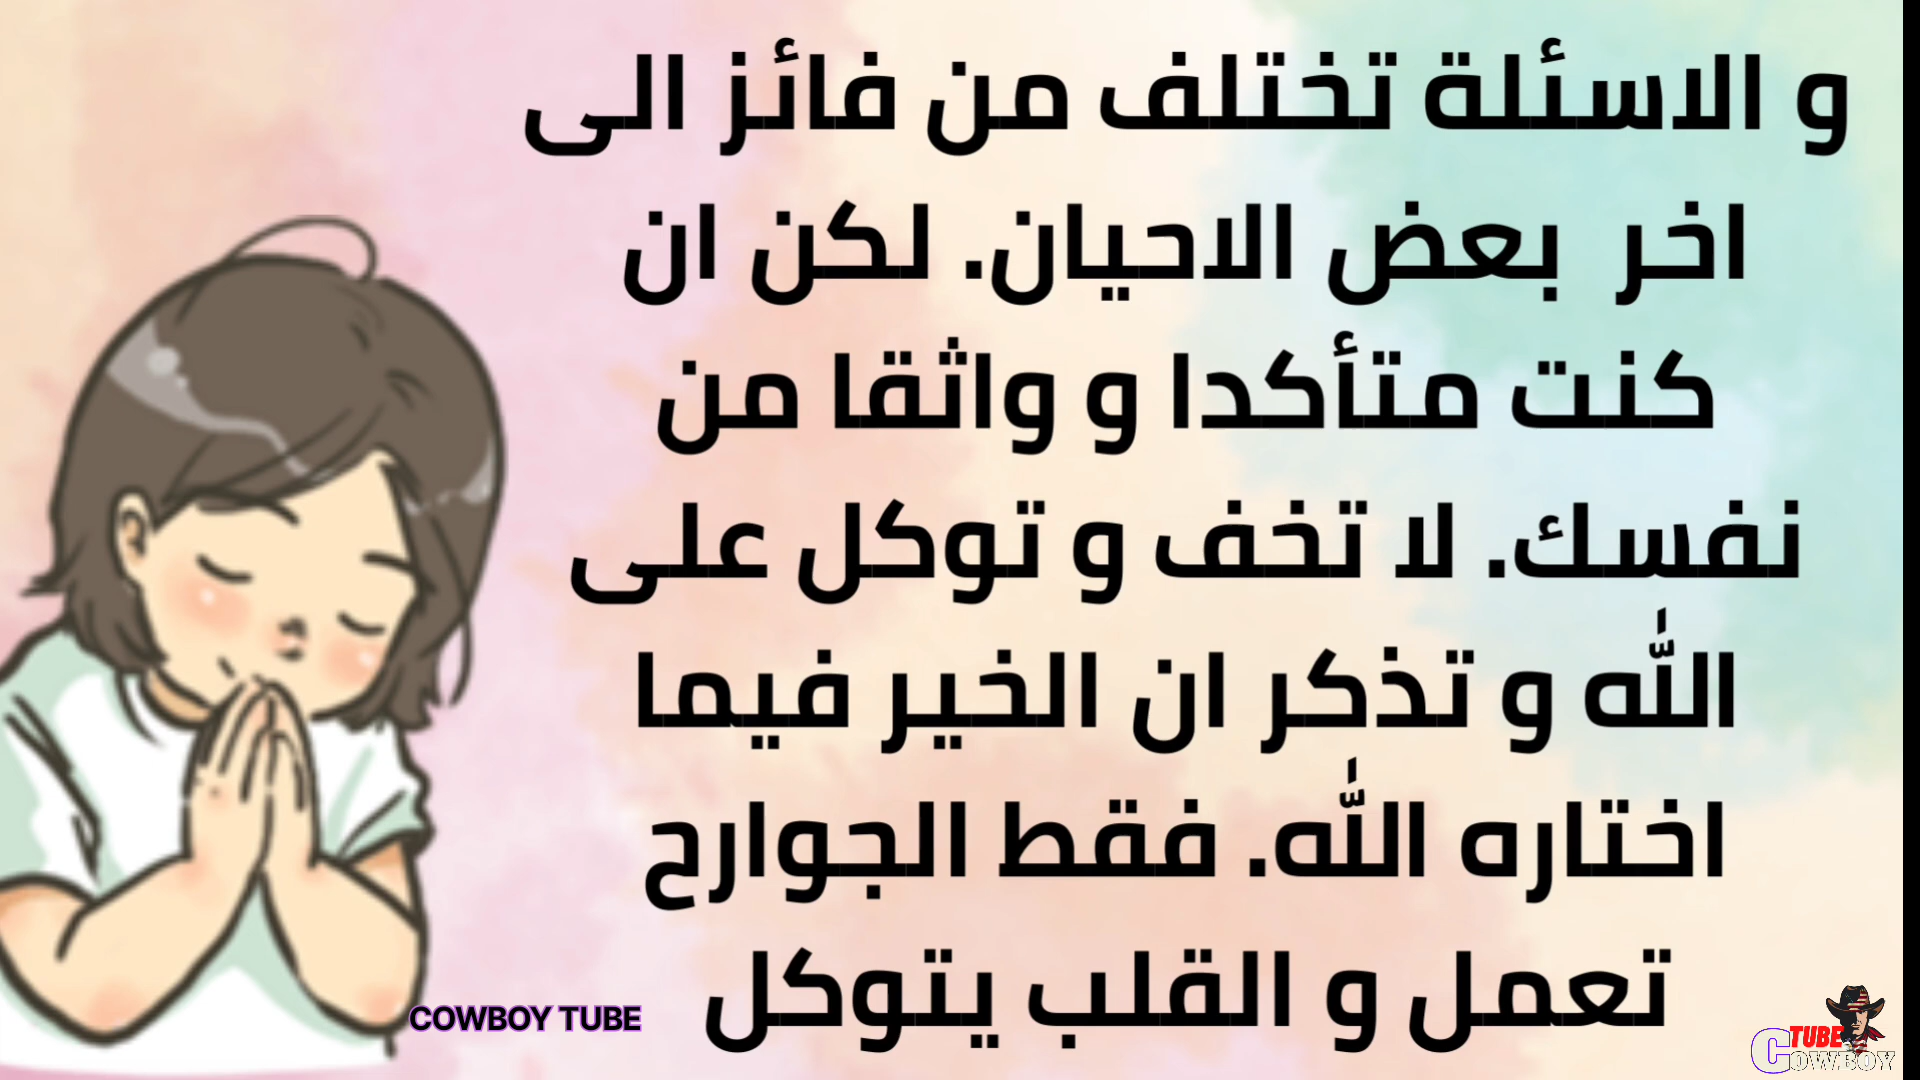 و الاسئلة تختلف من فائز الى
اخر بعض الاحيان. لكن ان
كنت متأكدا و واثقا من
نفسك. لا تخف و توكل على
اللّٰه و تذكر ان الخير فيما
اختاره اللّٰه. فقط الجوارح
تعمل و القلب يتوكل
COWBOY TUBE
TUBE
COWBOY